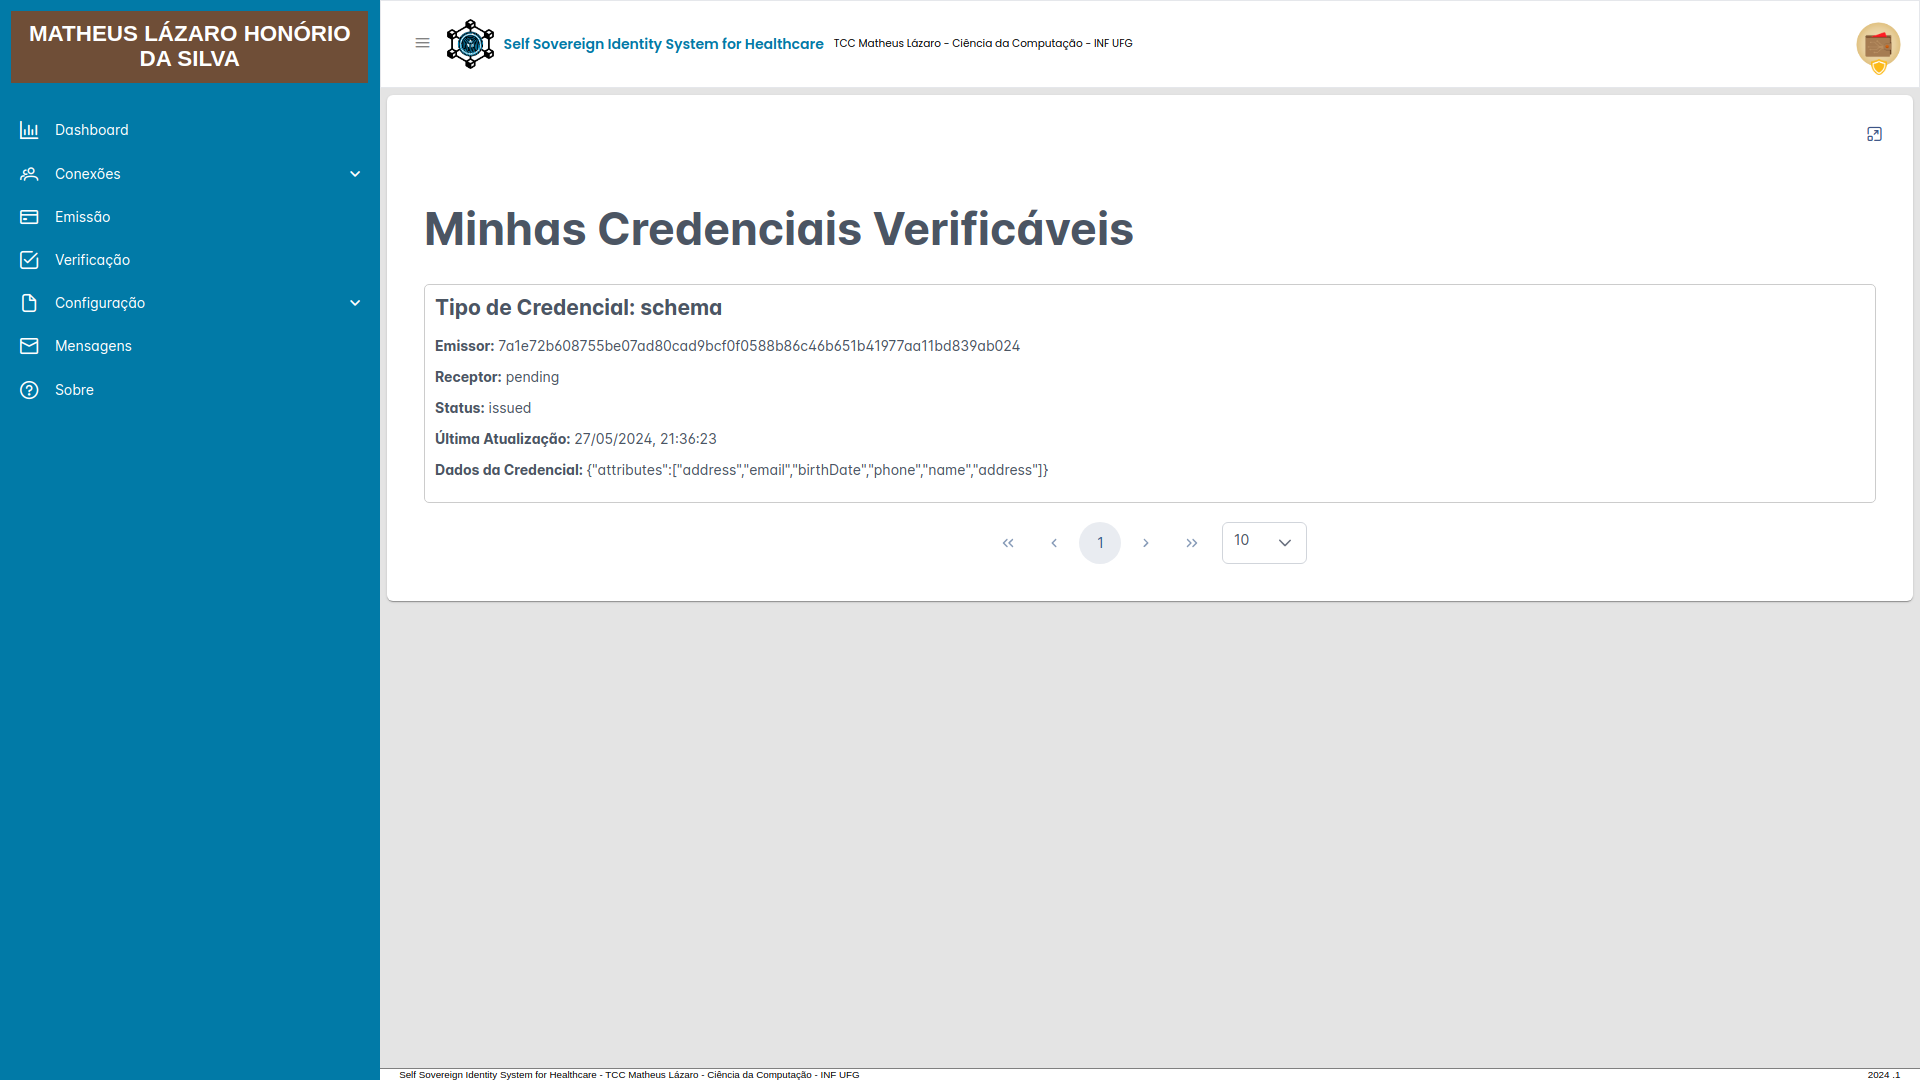 MATHEUS LÁZARO HONÓRIO
DA SILVA
Dashboard
Conexões
Emissão
Verificação
Configuração
Mensagens
Sobre
Self Sovereign Identity System for Healthcare TCC Matheus Lázaro - Ciência da Computação - INF UFG
Minhas Credenciais Verificáveis
Tipo de Credencial: schema
Emissor: 7a1e72b608755be07ad80cad9bcf0f0588b86c46b651b41977aa11bd839ab024
Receptor: pending
Status: issued
Última Atualização: 27/05/2024, 21:36:23
Dados da Credencial: {"attributes":["address","email","birthDate","phone","name","address"]}
1
10
Self Sovereign Identity System for Healthcare - TCC Matheus Lázaro - Ciência da Computação - INF UFG
2024 .1